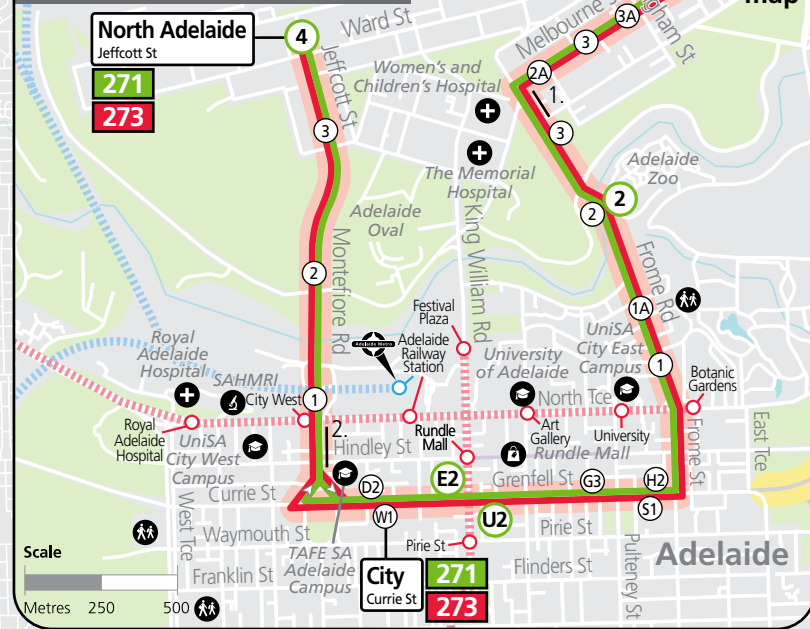 map
North Adelaide
Jeffcott St
271
273
4
Ward St
Jeffcott St
Melbourne S
3A
3
2A
1.
3
Women's and
Children's Hospital
3
The Memorial
Hospital
Adelaide
Zoo
2
2
Adelaide
Oval
King William Rd
Montefiore Rd
2
Frome Rd
1A
Festival
Plaza
Royal
Adelaide
Hospital
Adelaide Metro
Adelaide
Railway
Station
University
of Adelaide
UniSA
City East
Campus
1
Botanic
Gardens
SAHMRI
City West
1
North Tce
Royal
Adelaide
Hospital
UniSA
City West
Campus
2.
Hindley St
Rundle
Mall
Art
Gallery
University
Rundle Mall
Frome St
East Tce
Currie St
D2
E2
Grenfell St
G3
H2
W1
U2
S1
West Tce
Waymouth St
Pirie St
Pirie St
TAFE SA
Adelaide
Campus
Franklin St
Flinders St
Pulteney St
Adelaide
City
Currie St
271
273
Scale
Metres 250 500